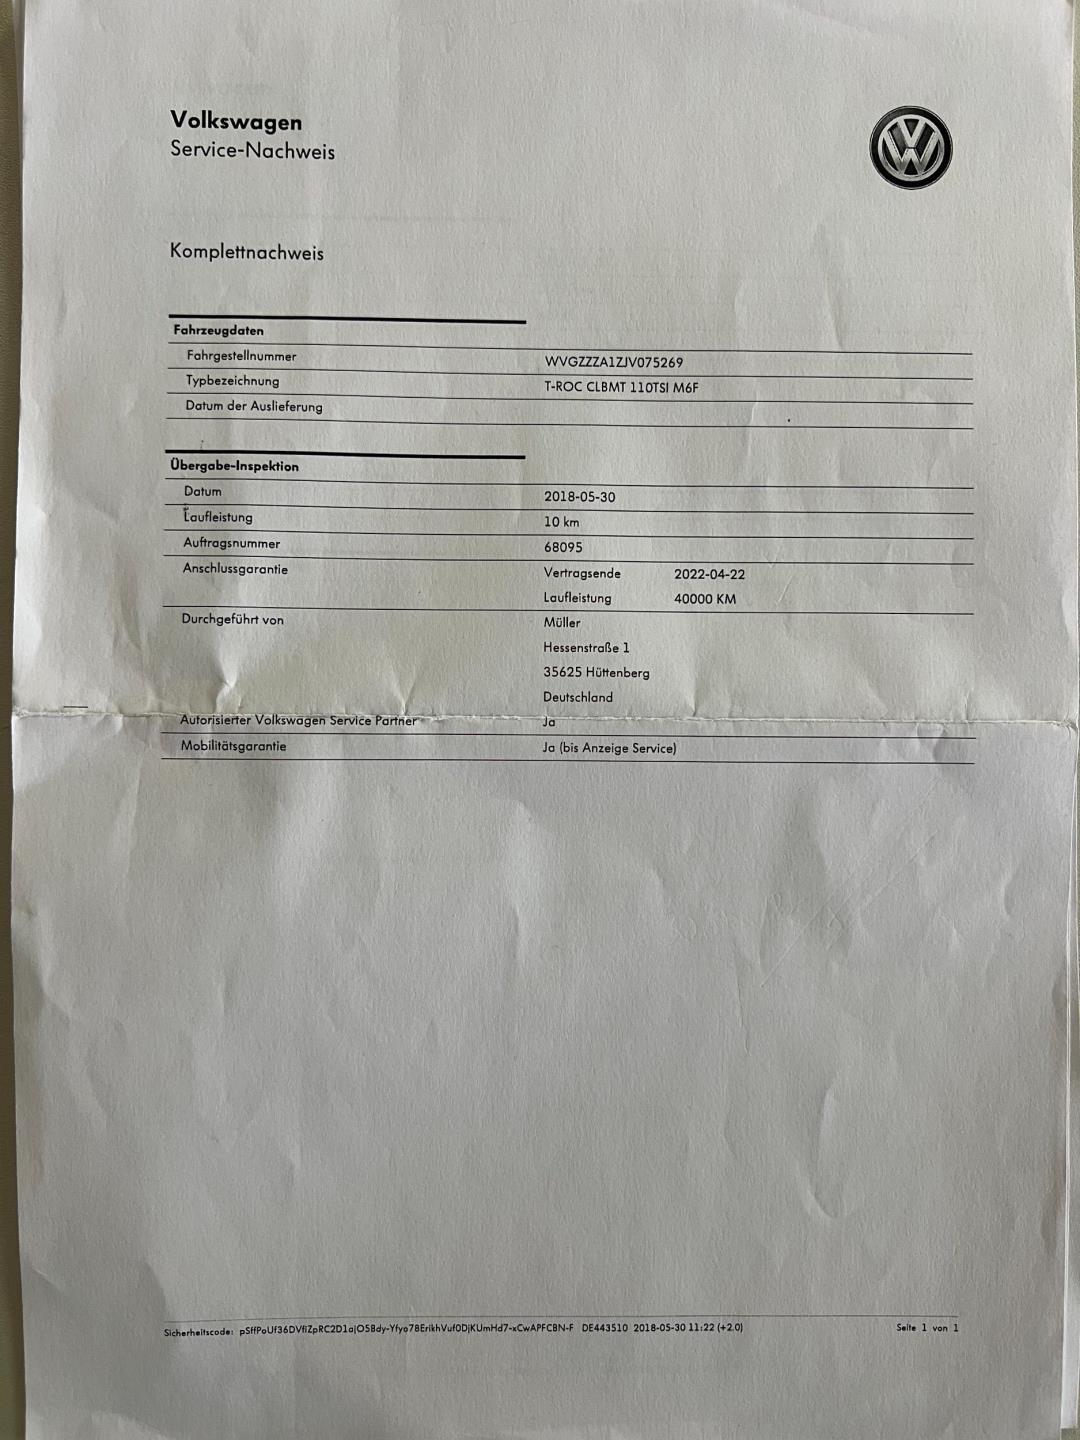 Volkswagen
Service-Nachweis
Komplettnachweis
Fahrzeugdaten
Fahrgestellnummer WVGZZZA1ZJV075269
Typbezeichnung T-ROC CLBMT 110TSI M6F
Datum der Auslieferung
Übergabe-Inspektion
Datum 2018-05-30
Laufleistung 10 km
Auftragsnummer 68095
Anschlussgarantie Vertragsende 2022-04-22
Laufleistung 40000 KM
Durchgeführt von Müller
Hessenstraße 1
35625 Hüttenberg
Deutschland
Autorisierter Volkswagen Service Partner Ja
Mobilitätsgarantie Ja (bis Anzeige Service)
Sicherheitscode: DE443510 2018-05-30 11:22 (+2.0) Seite 1 von 1